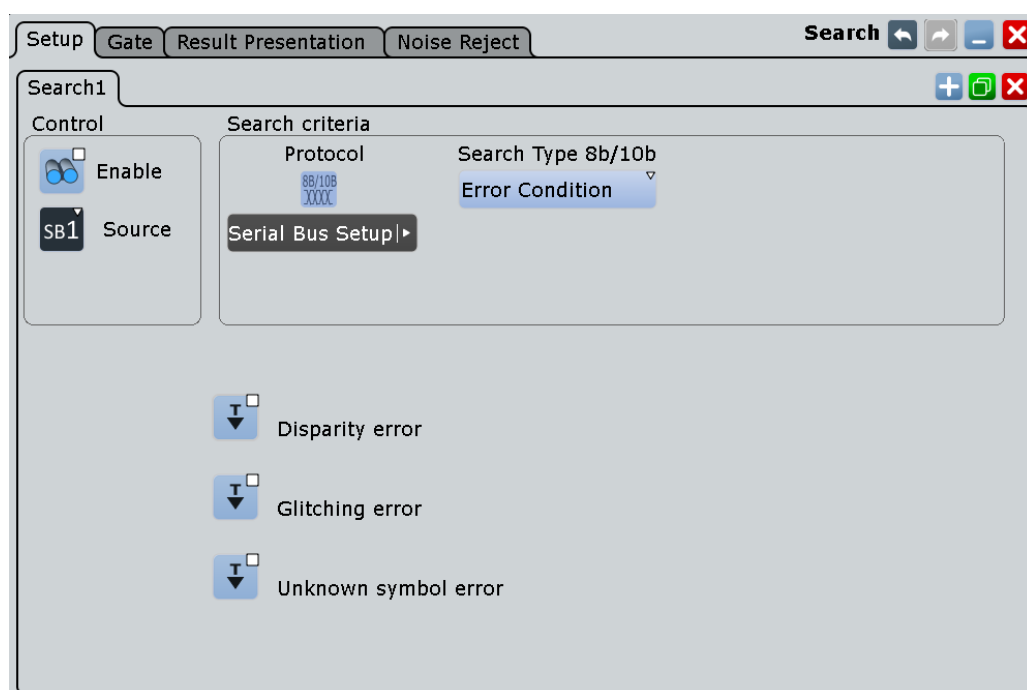 Setup Gate Result Presentation Noise Reject Search
Search1
Control Search criteria
Protocol Search Type 8b/10b
Enable 8B/10B Error Condition
XXXX
SB1 Source Serial Bus Setup
T Disparity error
T Glitching error
T Unknown symbol error